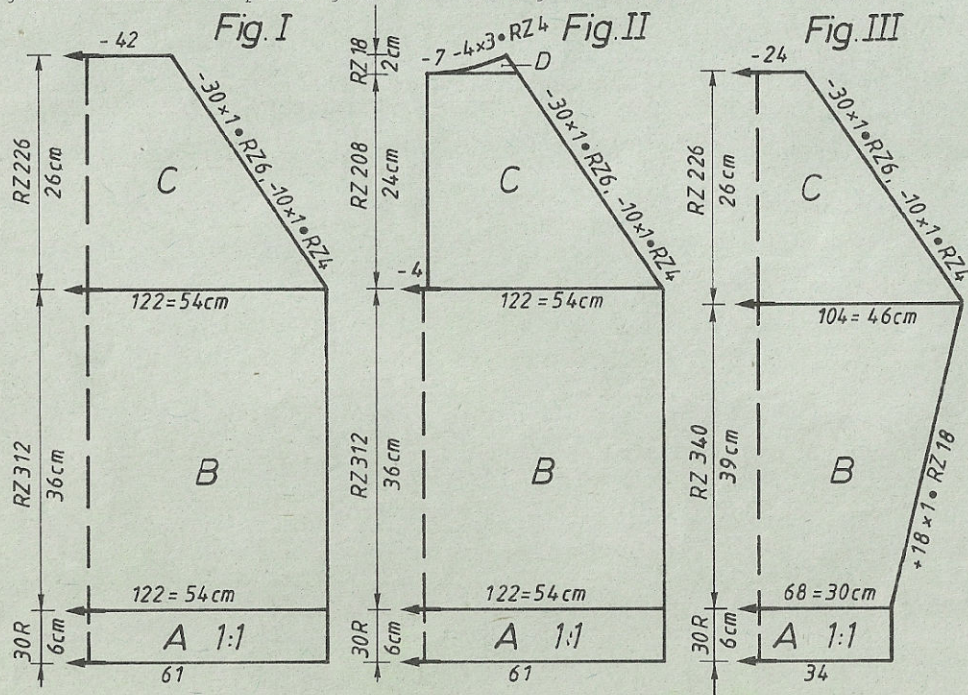 Fig. I
- 42
-30×1•RZ6, -10×1•RZ4
RZ 226
26cm
C
122=54cm
RZ 312
36cm
B
122=54cm
30R
6cm
A 1:1
61
Fig. II
RZ 18
2cm
-7 -4×3•RZ4
D
-30×1•RZ6, -10×1•RZ4
RZ 208
24cm
C
-4
122=54cm
RZ 312
36cm
B
122=54cm
30R
6cm
A 1:1
61
Fig. III
-24
-30×1•RZ6, -10×1•RZ4
RZ 226
26cm
C
104=46cm
RZ 340
39cm
B
+18×1•RZ18
68=30cm
30R
6cm
A 1:1
34